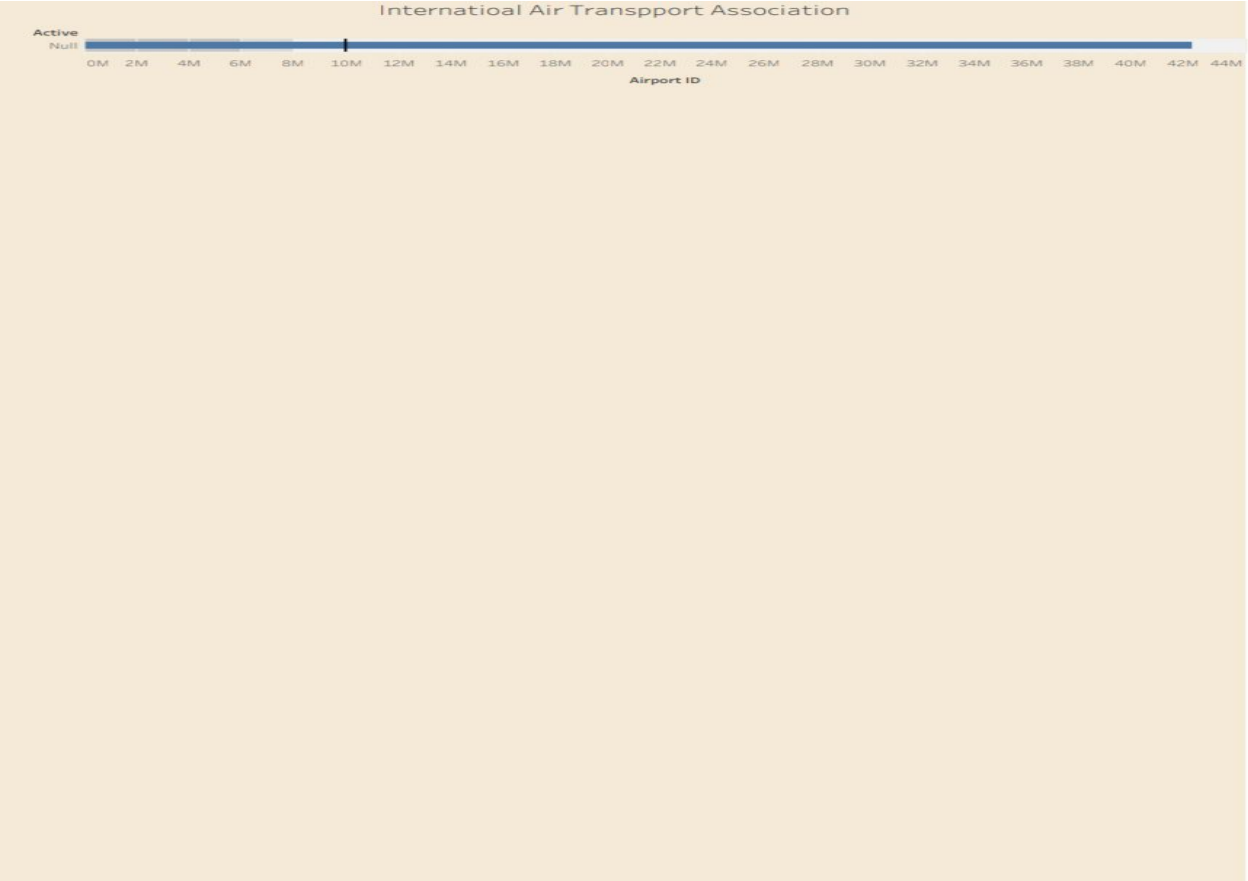 Internatioal Air Transpport Association
Active
Null
0M 2M 4M 6M 8M 10M 12M 14M 16M 18M 20M 22M 24M 26M 28M 30M 32M 34M 36M 38M 40M 42M 44M
Airport ID